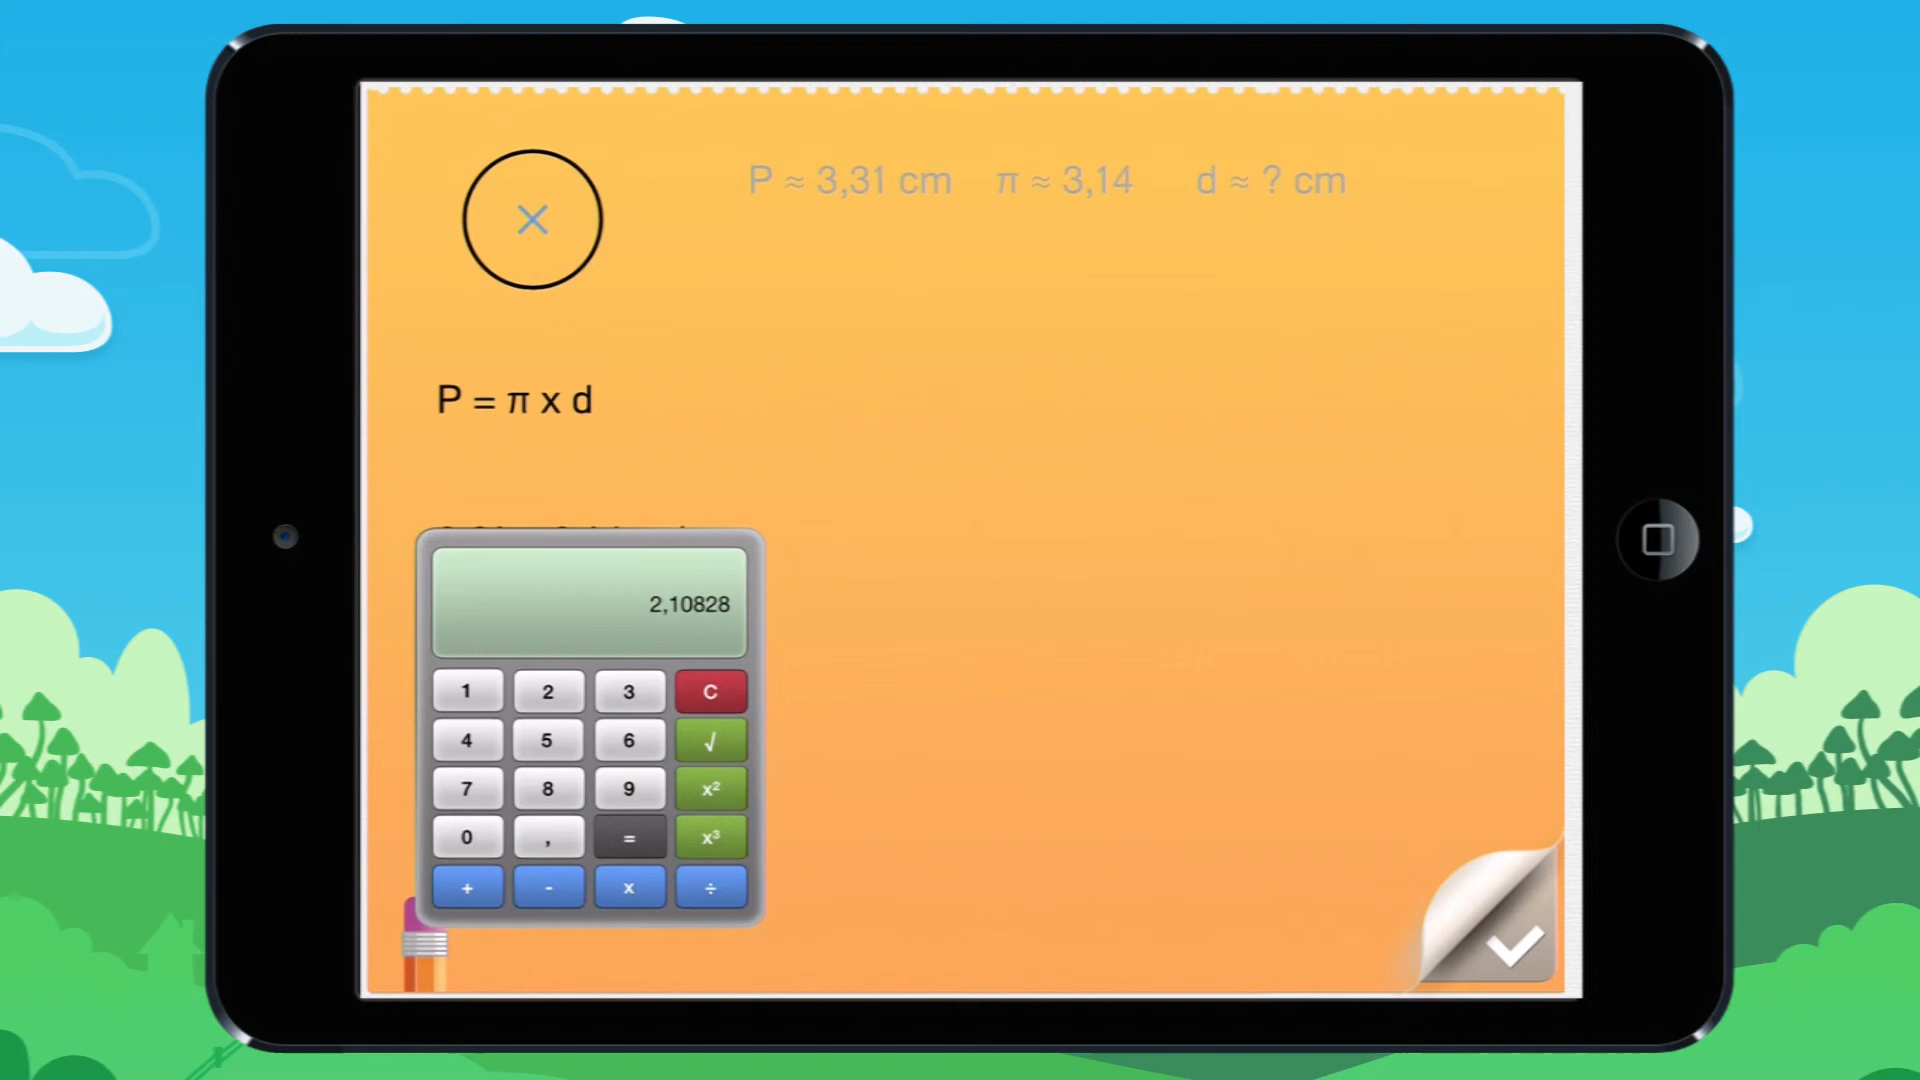 P ≈ 3,31 cm π ≈ 3,14 d ≈ ? cm
P = π x d
2,10828
1 2 3 C
4 5 6 √
7 8 9 x²
0 , = x³
+ - x ÷